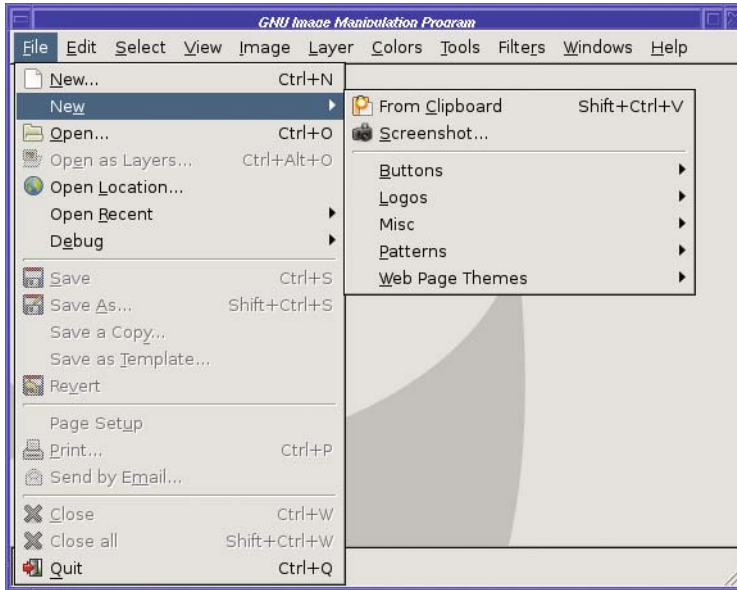 GNU Image Manipulation Program
File Edit Select View Image Layer Colors Tools Filters Windows Help
New... Ctrl+N
New
From Clipboard Shift+Ctrl+V
Screenshot...
Buttons
Logos
Misc
Patterns
Web Page Themes
Open... Ctrl+O
Open as Layers... Ctrl+Alt+O
Open Location...
Open Recent
Debug
Save Ctrl+S
Save As... Shift+Ctrl+S
Save a Copy...
Save as Template...
Revert
Page Setup
Print... Ctrl+P
Send by Email...
Close Ctrl+W
Close all Shift+Ctrl+W
Quit Ctrl+Q